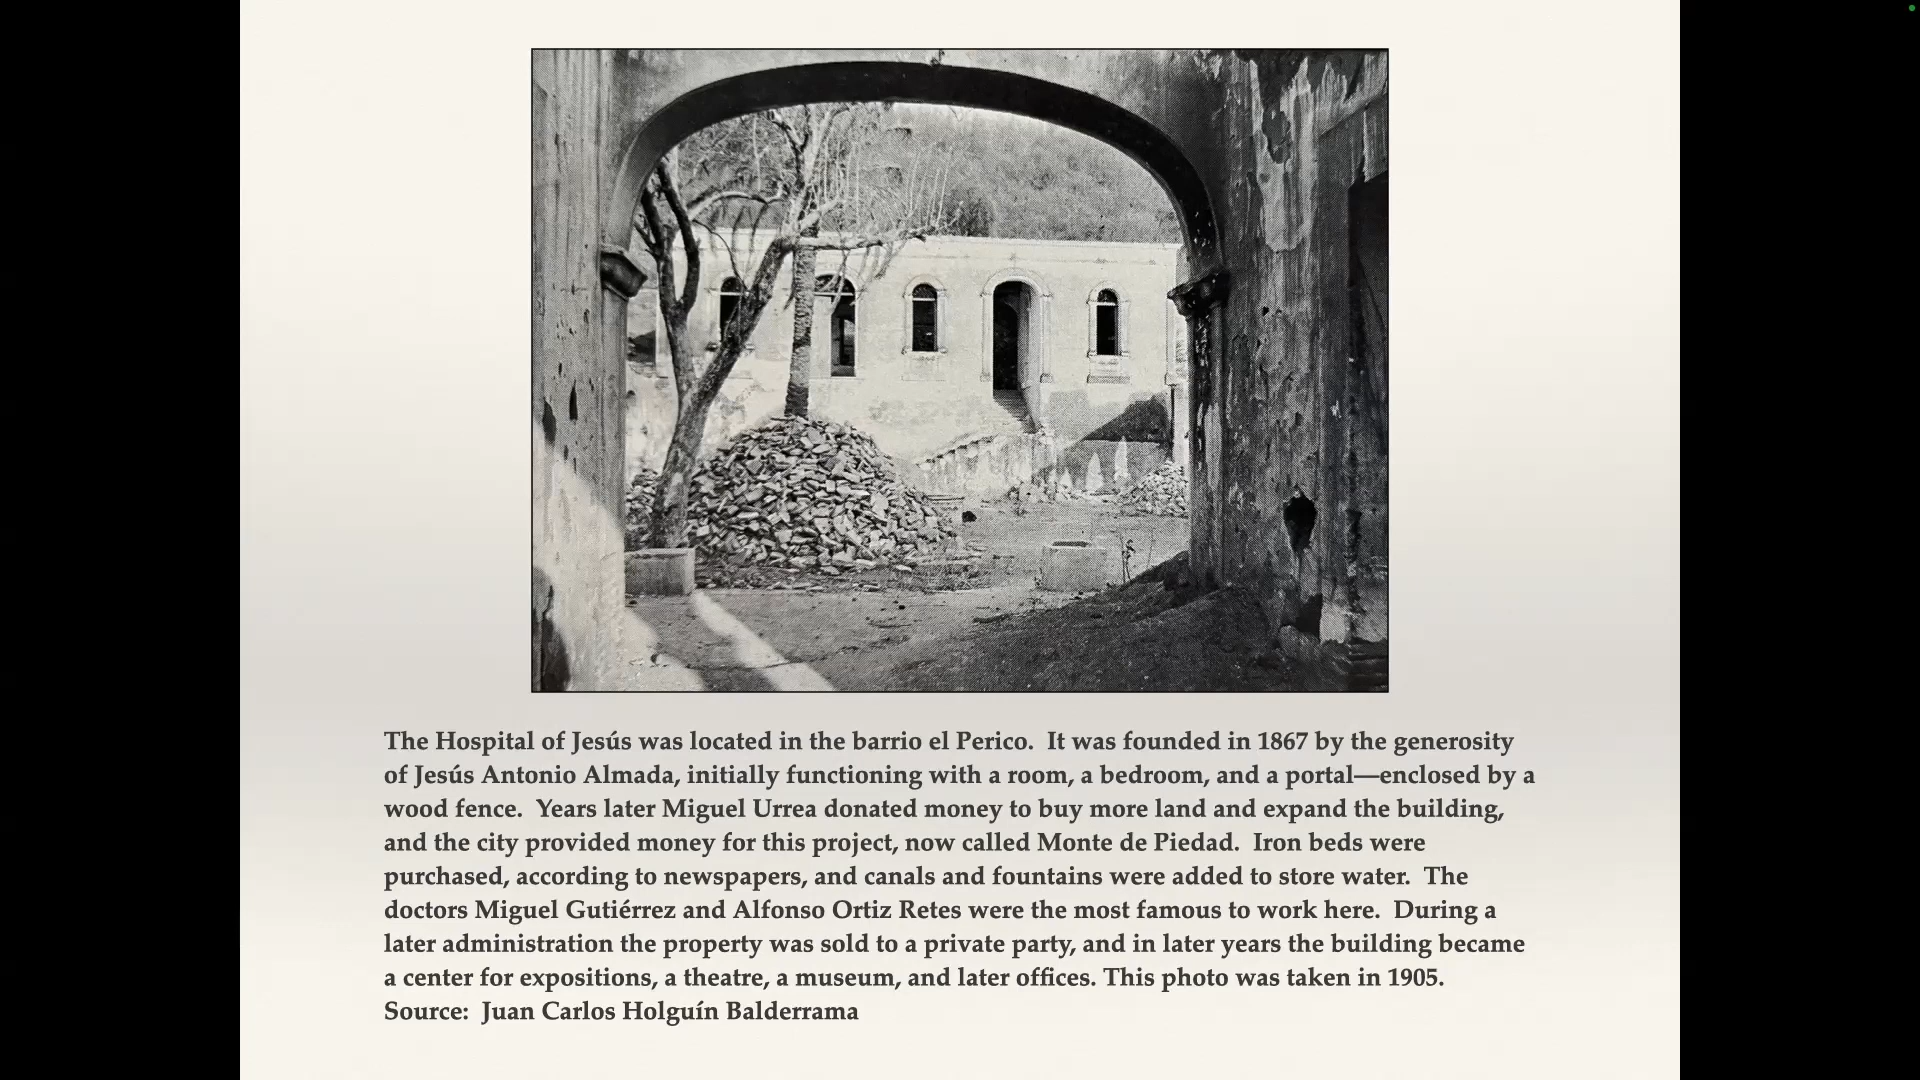 The Hospital of Jesús was located in the barrio el Perico.  It was founded in 1867 by the generosity
of Jesús Antonio Almada, initially functioning with a room, a bedroom, and a portal—enclosed by a
wood fence.  Years later Miguel Urrea donated money to buy more land and expand the building,
and the city provided money for this project, now called Monte de Piedad.  Iron beds were
purchased, according to newspapers, and canals and fountains were added to store water.  The
doctors Miguel Gutiérrez and Alfonso Ortiz Retes were the most famous to work here.  During a
later administration the property was sold to a private party, and in later years the building became
a center for expositions, a theatre, a museum, and later offices. This photo was taken in 1905.
Source:  Juan Carlos Holguín Balderrama